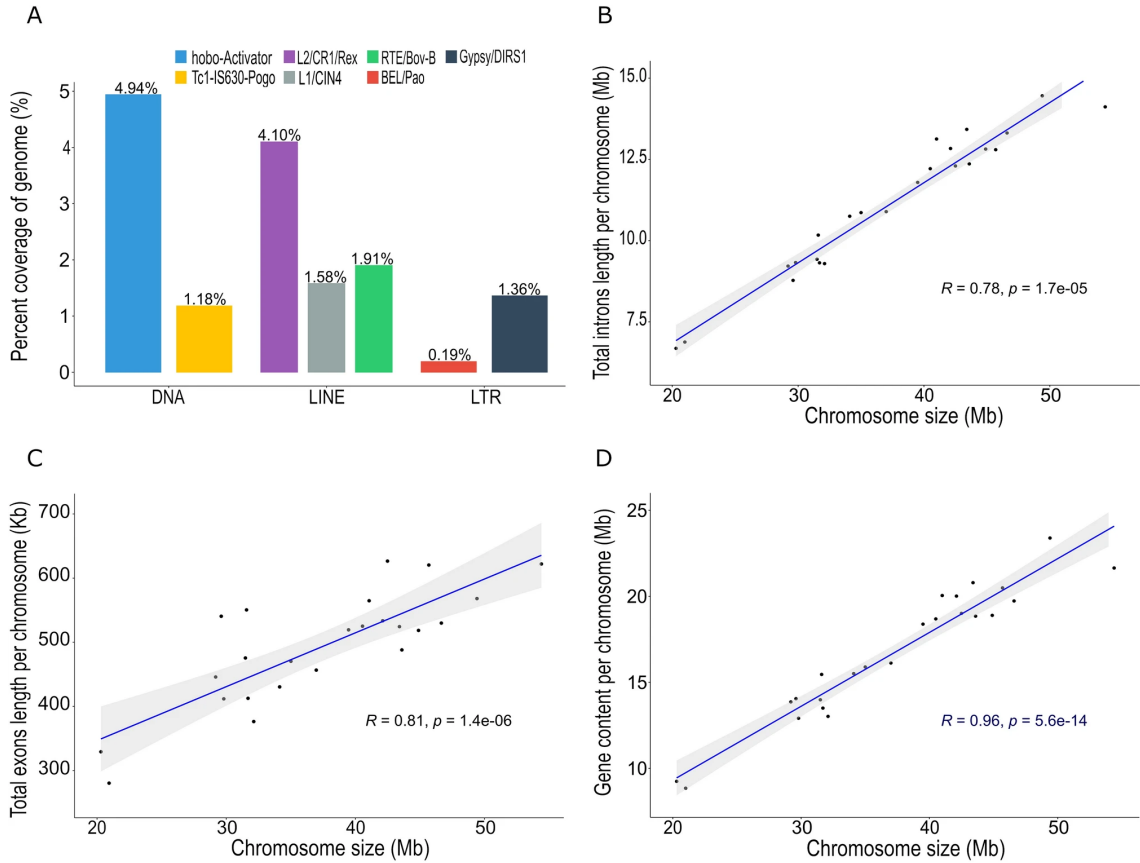 A
hobo-Activator L2/CR1/Rex RTE/Bov-B Gypsy/DIRS1
Tc1-IS630-Pogo L1/CIN4 BEL/Pao
Percent coverage of genome (%)
5
4
3
2
1
0
4.94%
1.18%
4.10%
1.58%
1.91%
0.19%
1.36%
DNA LINE LTR
B
Total introns length per chromosome (Mb)
15.0
12.5
10.0
7.5
R = 0.78, p = 1.7e-05
20 30 40 50
Chromosome size (Mb)
C
Total exons length per chromosome (Kb)
700
600
500
400
300
R = 0.81, p = 1.4e-06
20 30 40 50
Chromosome size (Mb)
D
Gene content per chromosome (Mb)
25
20
15
10
R = 0.96, p = 5.6e-14
20 30 40 50
Chromosome size (Mb)